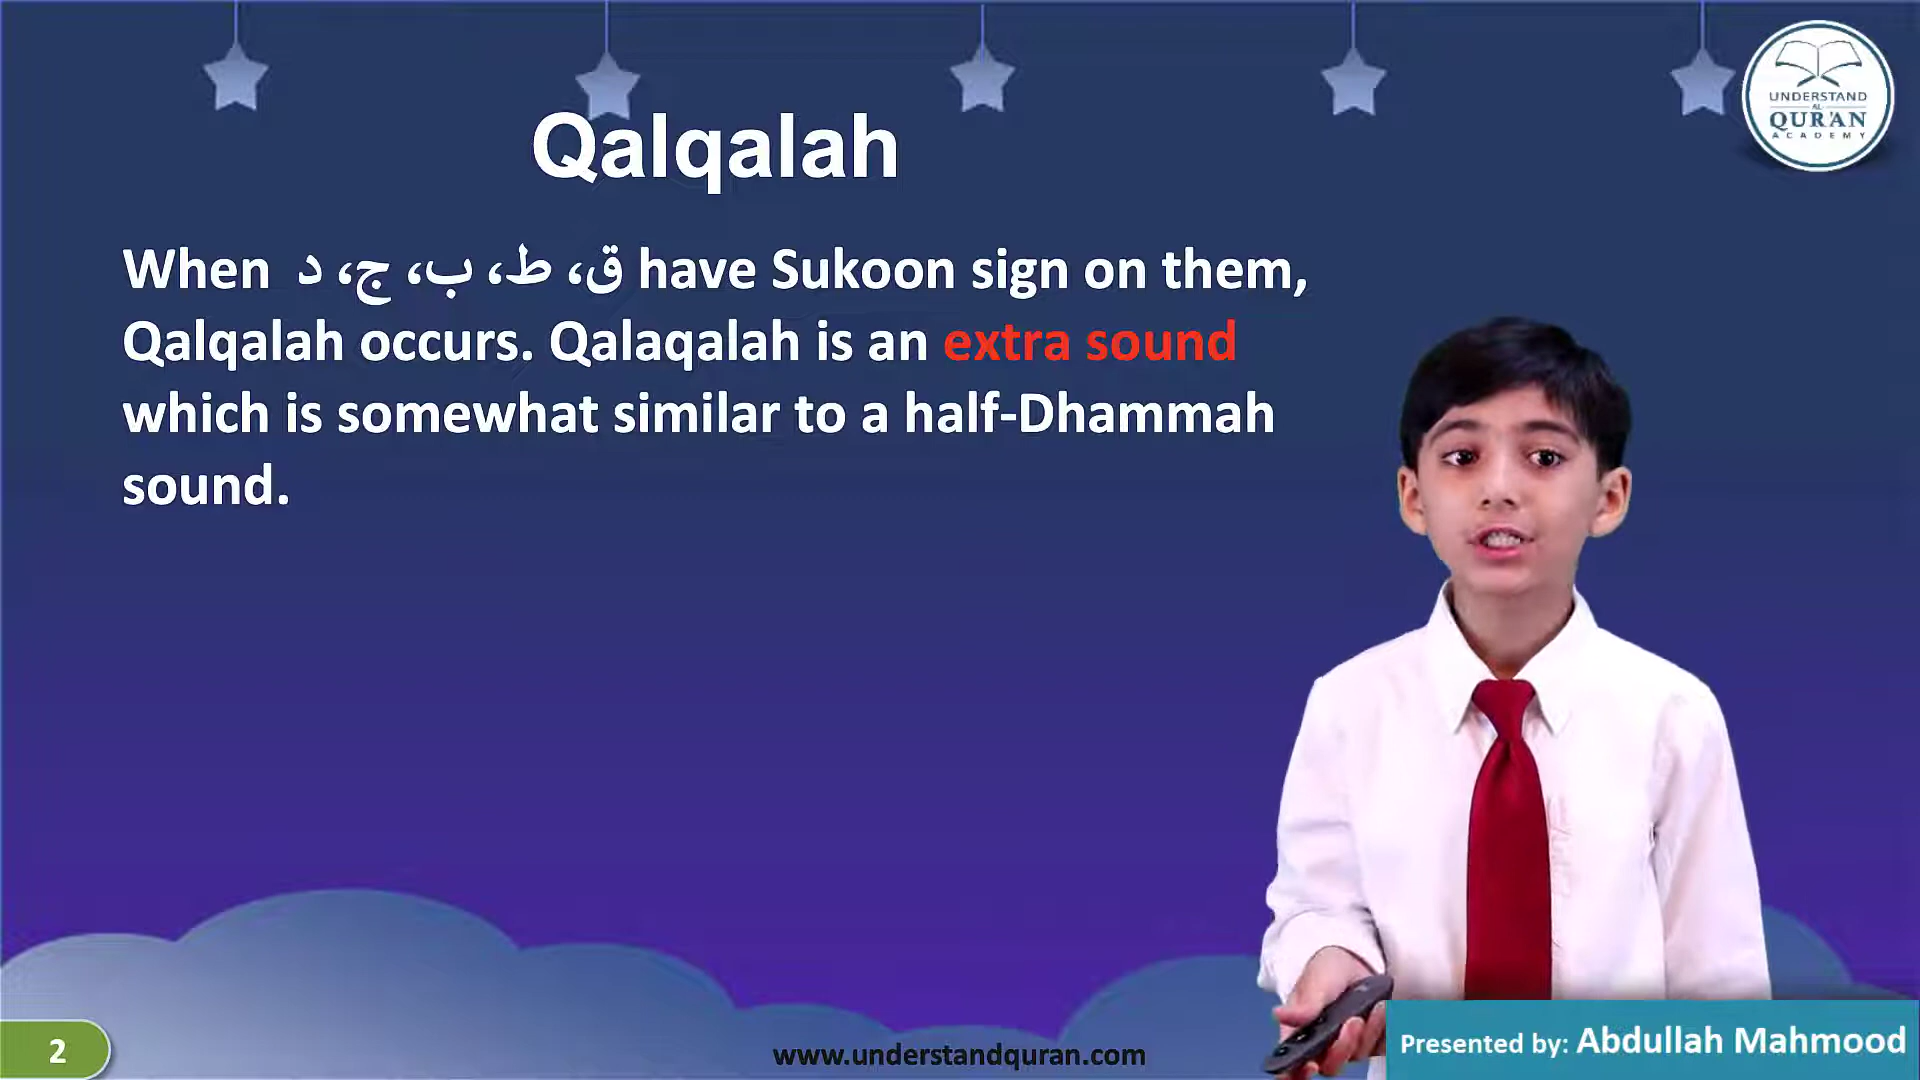 UNDERSTAND
AL
QUR'AN
ACADEMY
Qalqalah
When ق، ط، ب، ج، د have Sukoon sign on them,
Qalqalah occurs. Qalaqalah is an extra sound
which is somewhat similar to a half-Dhammah
sound.
2
www.understandquran.com
Presented by: Abdullah Mahmood